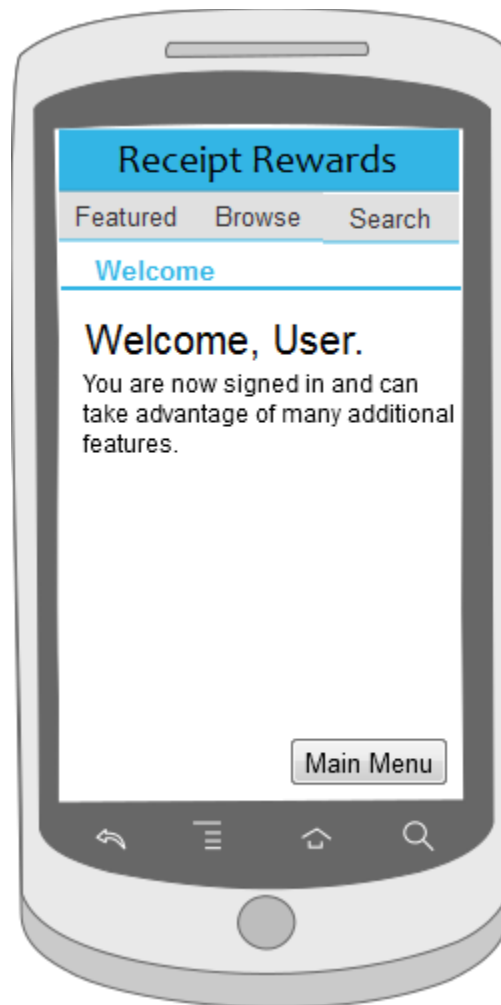 Receipt Rewards
Featured Browse Search
Welcome
Welcome, User.
You are now signed in and can
take advantage of many additional
features.
Main Menu